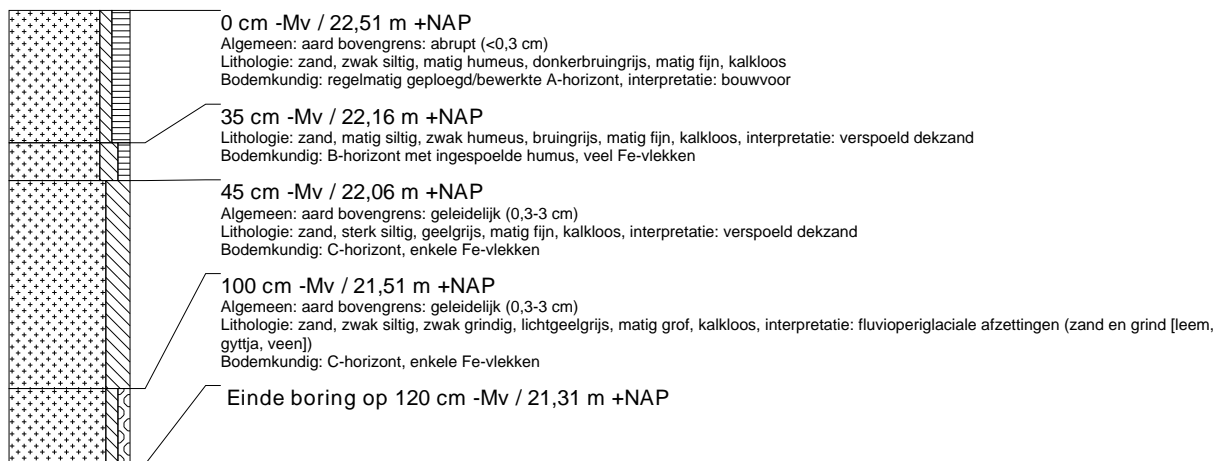 0 cm -Mv / 22,51 m +NAP
Algemeen: aard bovengrens: abrupt (<0,3 cm)
Lithologie: zand, zwak siltig, matig humeus, donkerbruingrijs, matig fijn, kalkloos
Bodemkundig: regelmatig geploegd/bewerkte A-horizont, interpretatie: bouwvoor
35 cm -Mv / 22,16 m +NAP
Lithologie: zand, matig siltig, zwak humeus, bruingrijs, matig fijn, kalkloos, interpretatie: verspoeld dekzand
Bodemkundig: B-horizont met ingespoelde humus, veel Fe-vlekken
45 cm -Mv / 22,06 m +NAP
Algemeen: aard bovengrens: geleidelijk (0,3-3 cm)
Lithologie: zand, sterk siltig, geelgrijs, matig fijn, kalkloos, interpretatie: verspoeld dekzand
Bodemkundig: C-horizont, enkele Fe-vlekken
100 cm -Mv / 21,51 m +NAP
Algemeen: aard bovengrens: geleidelijk (0,3-3 cm)
Lithologie: zand, zwak siltig, zwak grindig, lichtgeelgrijs, matig grof, kalkloos, interpretatie: fluvioperiglaciale afzettingen (zand en grind [leem,
gyttja, veen])
Bodemkundig: C-horizont, enkele Fe-vlekken
Einde boring op 120 cm -Mv / 21,31 m +NAP